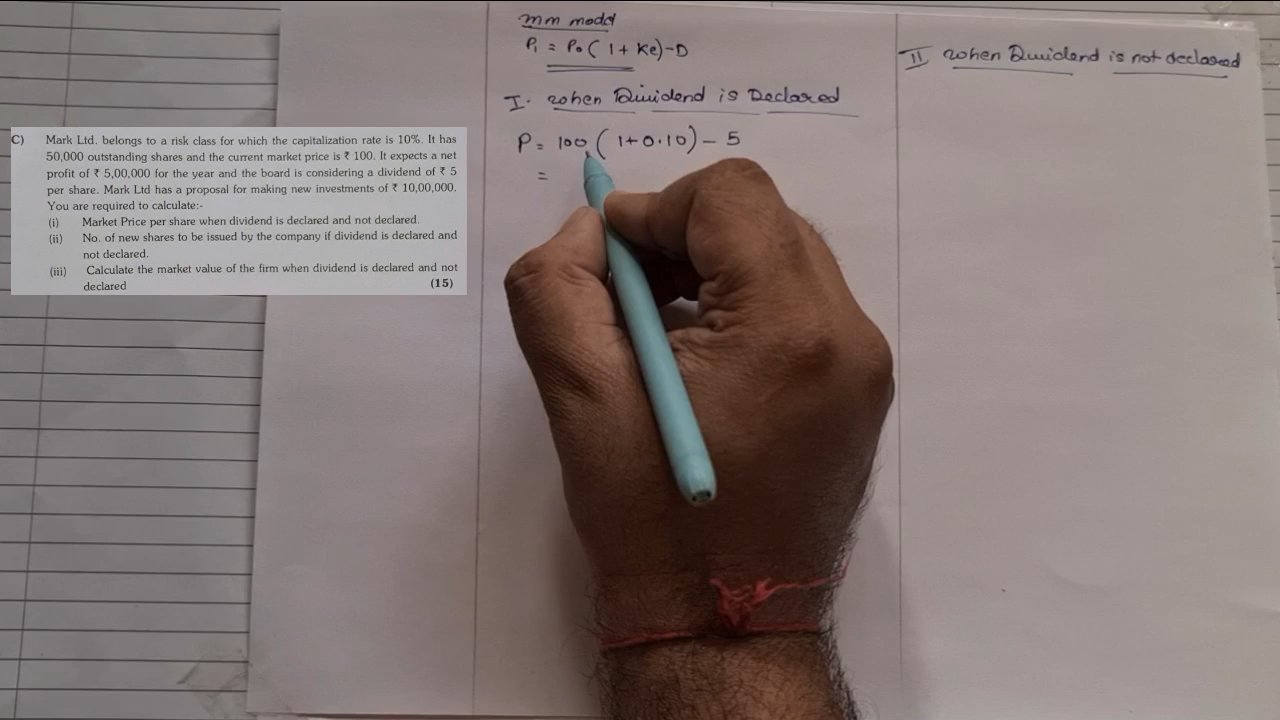 C) Mark Ltd. belongs to a risk class for which the capitalization rate is 10%. It has
50,000 outstanding shares and the current market price is ₹ 100. It expects a net
profit of ₹ 5,00,000 for the year and the board is considering a dividend of ₹ 5
per share. Mark Ltd has a proposal for making new investments of ₹ 10,00,000.
You are required to calculate:-
(i) Market Price per share when dividend is declared and not declared.
(ii) No. of new shares to be issued by the company if dividend is declared and
not declared.
(iii) Calculate the market value of the firm when dividend is declared and not
declared (15)
mm model
P₁ = P₀ ( 1 + Ke) - D
I. when Dividend is Declared
P = 100 ( 1+0.10) - 5
=
II when Dividend is not declared